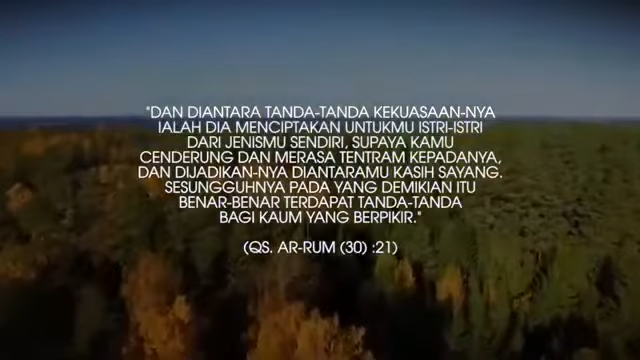 "DAN DIANTARA TANDA-TANDA KEKUASAAN-NYA
IALAH DIA MENCIPTAKAN UNTUKMU ISTRI-ISTRI
DARI JENISMU SENDIRI, SUPAYA KAMU
CENDERUNG DAN MERASA TENTRAM KEPADANYA,
DAN DIJADIKAN-NYA DIANTARAMU KASIH SAYANG.
SESUNGGUHNYA PADA YANG DEMIKIAN ITU
BENAR-BENAR TERDAPAT TANDA-TANDA
BAGI KAUM YANG BERPIKIR."
(QS. AR-RUM (30) :21)